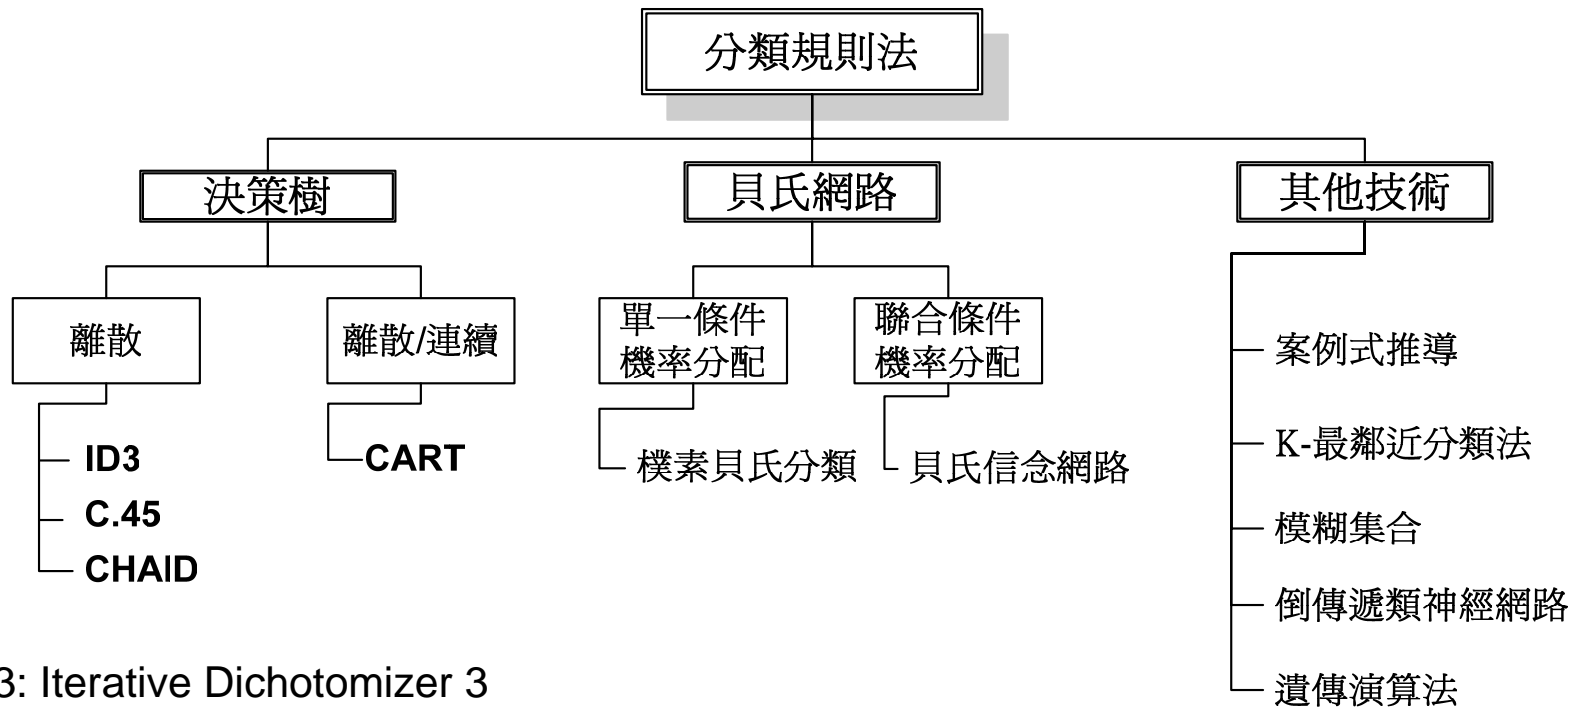 分類規則法
決策樹
貝氏網路
其他技術
離散
離散/連續
單一條件
機率分配
聯合條件
機率分配
ID3
C.45
CHAID
CART
樸素貝氏分類
貝氏信念網路
案例式推導
K-最鄰近分類法
模糊集合
倒傳遞類神經網路
遺傳演算法
3: Iterative Dichotomizer 3